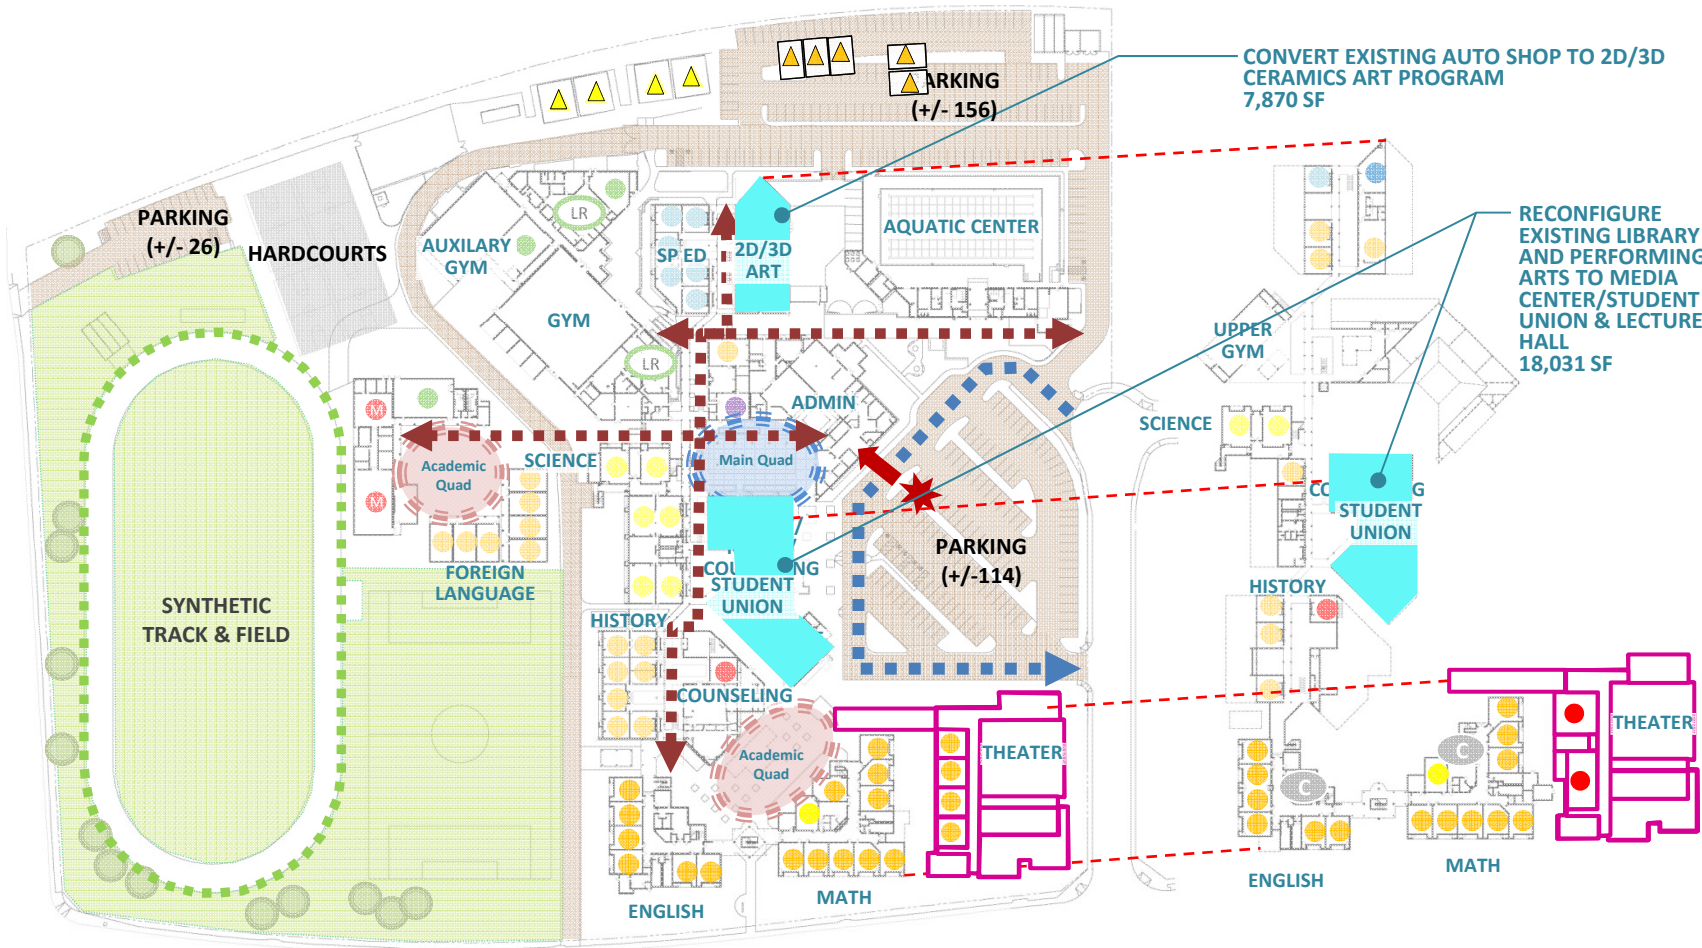 CONVERT EXISTING AUTO SHOP TO 2D/3D
CERAMICS ART PROGRAM
7,870 SF
PARKING
(+/- 156)
PARKING
(+/- 26)
HARDCOURTS
AUXILARY
GYM
LR
SP ED
2D/3D
ART
AQUATIC CENTER
RECONFIGURE
EXISTING LIBRARY
AND PERFORMING
ARTS TO MEDIA
CENTER/STUDENT
UNION & LECTURE
HALL
18,031 SF
GYM
LR
UPPER
GYM
ADMIN
M
SCIENCE
Academic
Quad
SCIENCE
Main Quad
M
STUDENT
UNION
PARKING
(+/-114)
FOREIGN
LANGUAGE
STUDENT
UNION
SYNTHETIC
TRACK & FIELD
HISTORY
HISTORY
COUNSELING
Academic
Quad
THEATER
THEATER
C
C
MATH
ENGLISH
MATH
ENGLISH